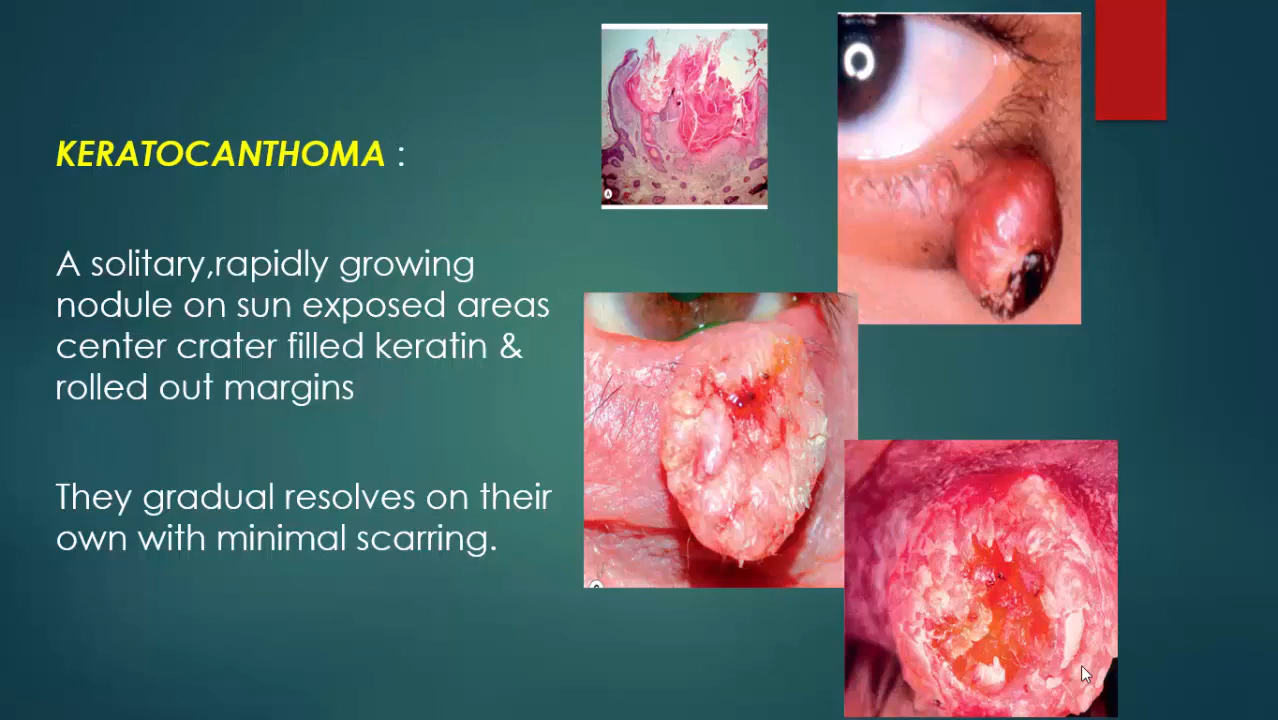 KERATOCANTHOMA :
A solitary,rapidly growing
nodule on sun exposed areas
center crater filled keratin &
rolled out margins
They gradual resolves on their
own with minimal scarring.
A